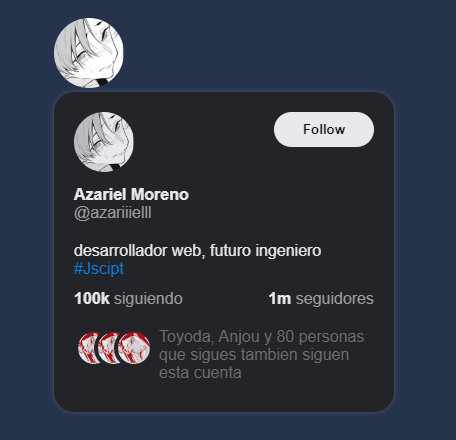 Follow
Azariel Moreno
@azariiielll
desarrollador web, futuro ingeniero
#Jscipt
100k siguiendo 1m seguidores
Toyoda, Anjou y 80 personas
que sigues tambien siguen
esta cuenta